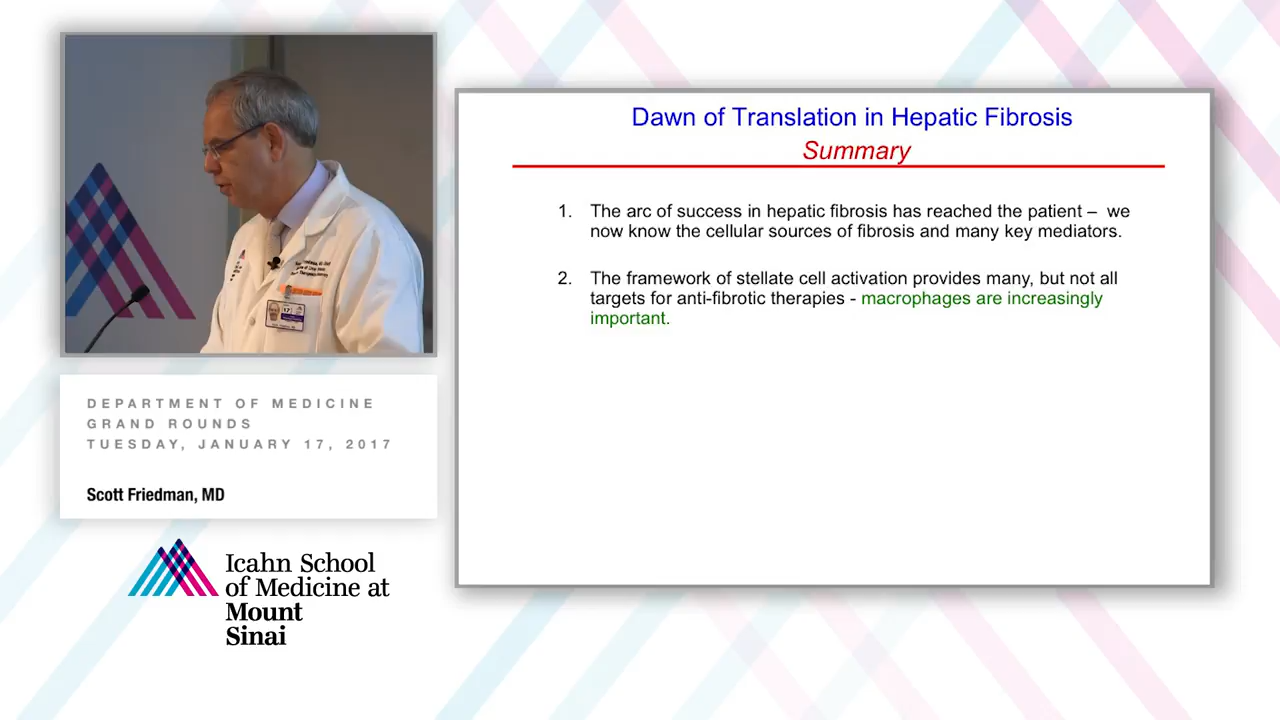 DEPARTMENT OF MEDICINE
GRAND ROUNDS
TUESDAY, JANUARY 17, 2017
Scott Friedman, MD
Icahn School
of Medicine at
Mount
Sinai
Dawn of Translation in Hepatic Fibrosis
Summary
1. The arc of success in hepatic fibrosis has reached the patient – we
now know the cellular sources of fibrosis and many key mediators.
2. The framework of stellate cell activation provides many, but not all
targets for anti-fibrotic therapies - macrophages are increasingly
important.